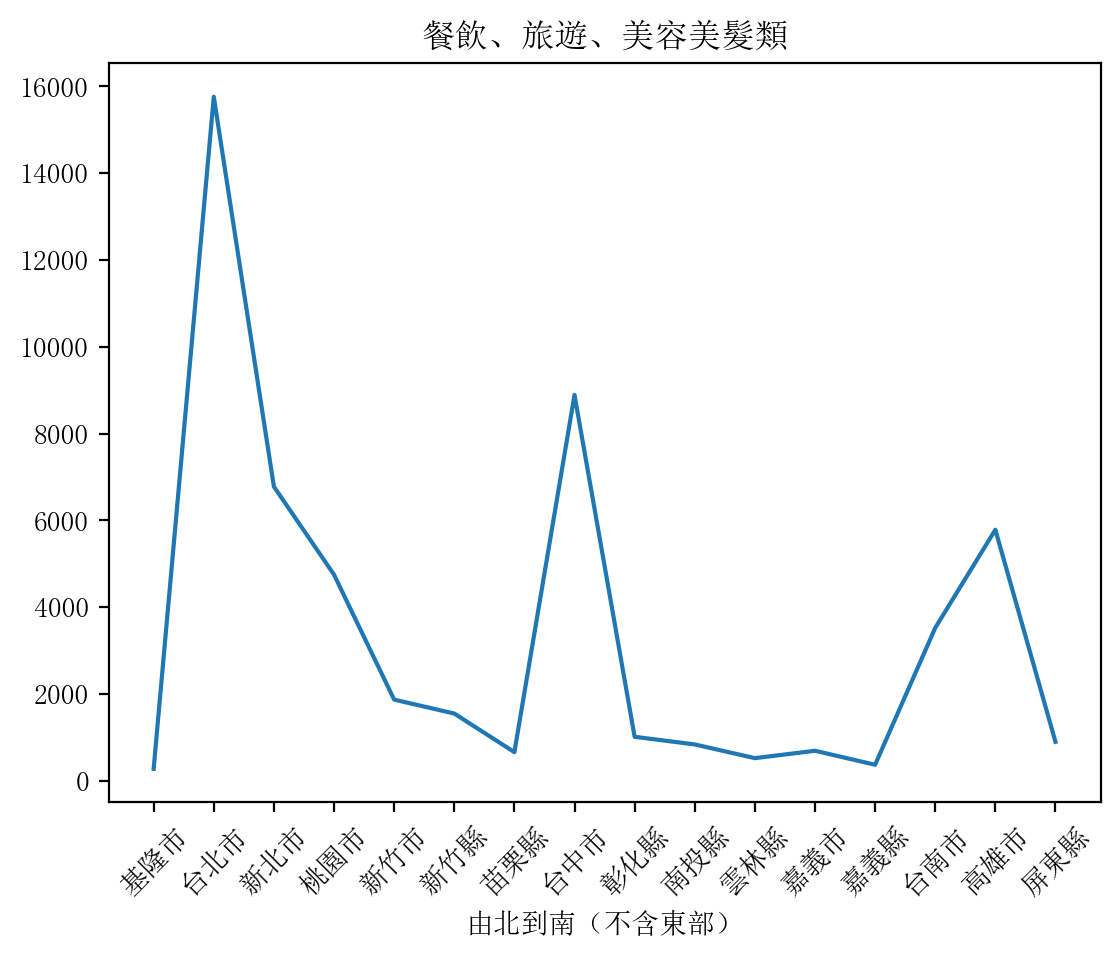 餐飲、旅遊、美容美髮類
16000
14000
12000
10000
8000
6000
4000
2000
0
基隆市
台北市
新北市
桃園市
新竹市
新竹縣
苗栗縣
台中市
彰化縣
南投縣
雲林縣
嘉義市
嘉義縣
台南市
高雄市
屏東縣
由北到南（不含東部）